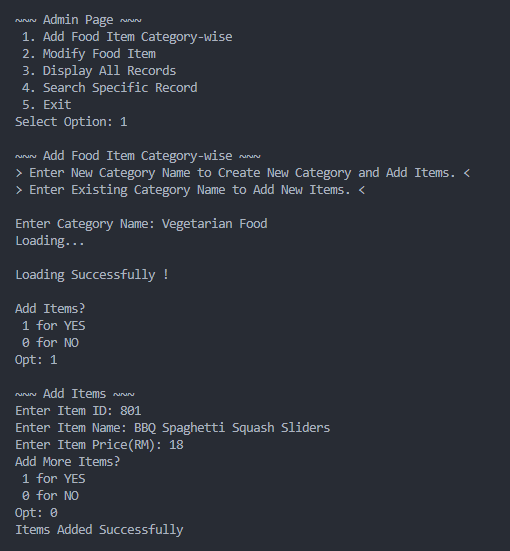 ~~~ Admin Page ~~~
1. Add Food Item Category-wise
2. Modify Food Item
3. Display All Records
4. Search Specific Record
5. Exit
Select Option: 1
~~~ Add Food Item Category-wise ~~~
> Enter New Category Name to Create New Category and Add Items. <
> Enter Existing Category Name to Add New Items. <
Enter Category Name: Vegetarian Food
Loading...
Loading Successfully !
Add Items?
1 for YES
0 for NO
Opt: 1
~~~ Add Items ~~~
Enter Item ID: 801
Enter Item Name: BBQ Spaghetti Squash Sliders
Enter Item Price(RM): 18
Add More Items?
1 for YES
0 for NO
Opt: 0
Items Added Successfully